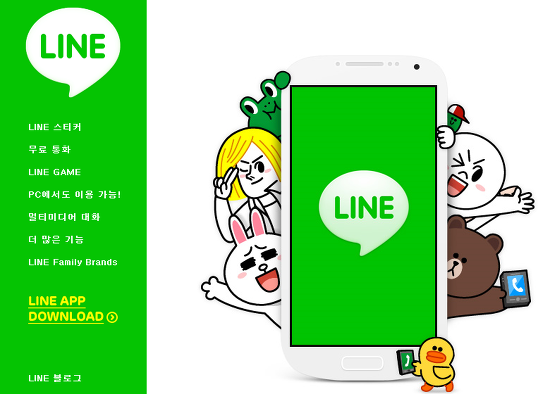 LINE
LINE 스티커
무료 통화
LINE GAME
PC에서도 이용 가능!
멀티미디어 대화
더 많은 기능
LINE Family Brands
LINE APP
DOWNLOAD
LINE 블로그
LINE